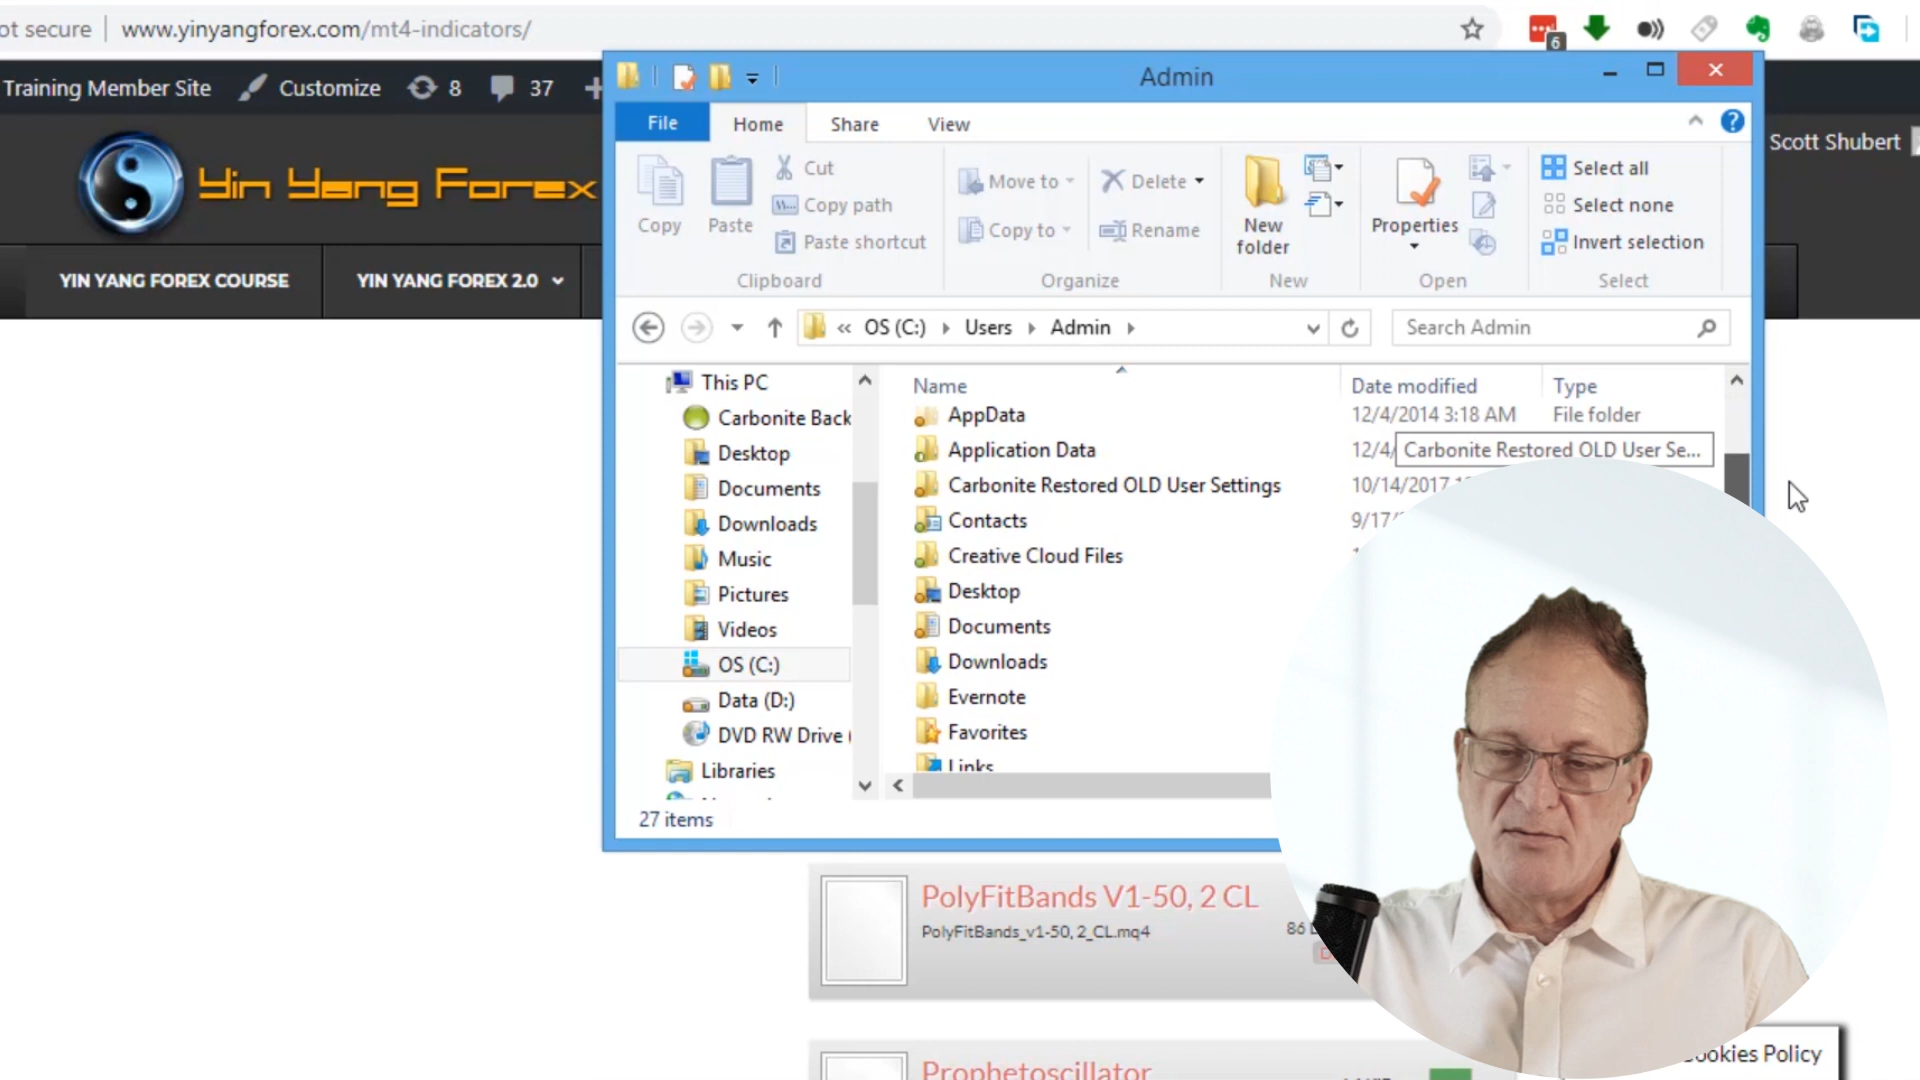 ot secure
www.yinyangforex.com/mt4-indicators/
6
Training Member Site
Customize
8
37
Scott Shubert
Yin Yang Forex
YIN YANG FOREX COURSE
YIN YANG FOREX 2.0
Admin
File
Home
Share
View
Copy
Paste
Cut
Copy path
Paste shortcut
Clipboard
Move to
Copy to
Delete
Rename
Organize
New
folder
New
Properties
Open
Select all
Select none
Invert selection
Select
« OS (C:)
Users
Admin
Search Admin
This PC
Carbonite Back
Desktop
Documents
Downloads
Music
Pictures
Videos
OS (C:)
Data (D:)
DVD RW Drive
Libraries
Name
Date modified
Type
AppData
12/4/2014 3:18 AM
File folder
Application Data
12/4/
Carbonite Restored OLD User Se...
Carbonite Restored OLD User Settings
10/14/2017
Contacts
9/17/
Creative Cloud Files
Desktop
Documents
Downloads
Evernote
Favorites
Links
27 items
PolyFitBands V1-50, 2 CL
PolyFitBands_v1-50, 2_CL.mq4
86
Prophetoscillator
Cookies Policy